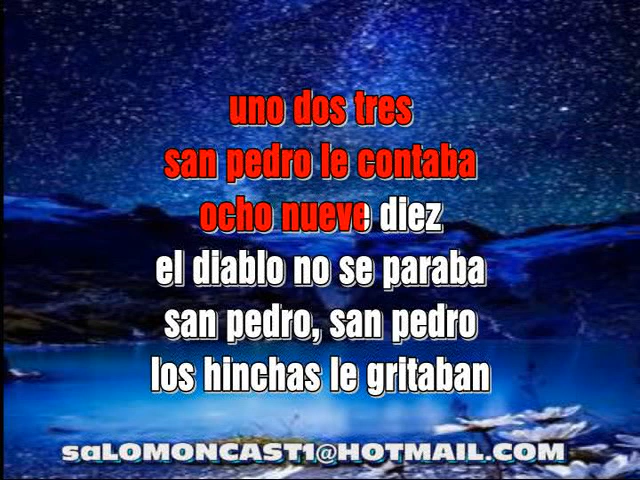 uno dos tres
san pedro le contaba
ocho nueve diez
el diablo no se paraba
san pedro, san pedro
los hinchas le gritaban
saLOMONCAST1@HOTMAIL.COM